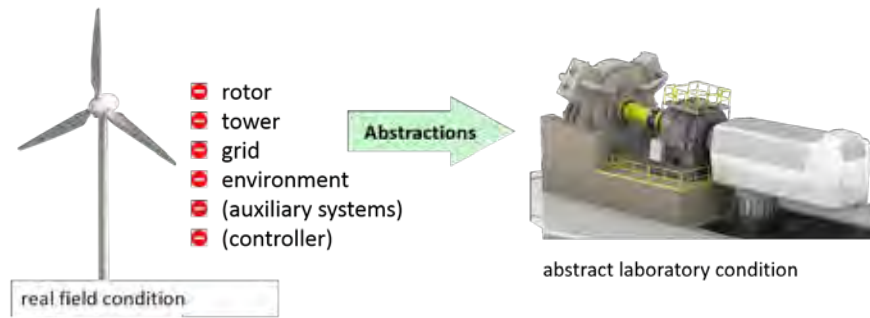 rotor
tower
grid
environment
(auxiliary systems)
(controller)
Abstractions
real field condition
abstract laboratory condition